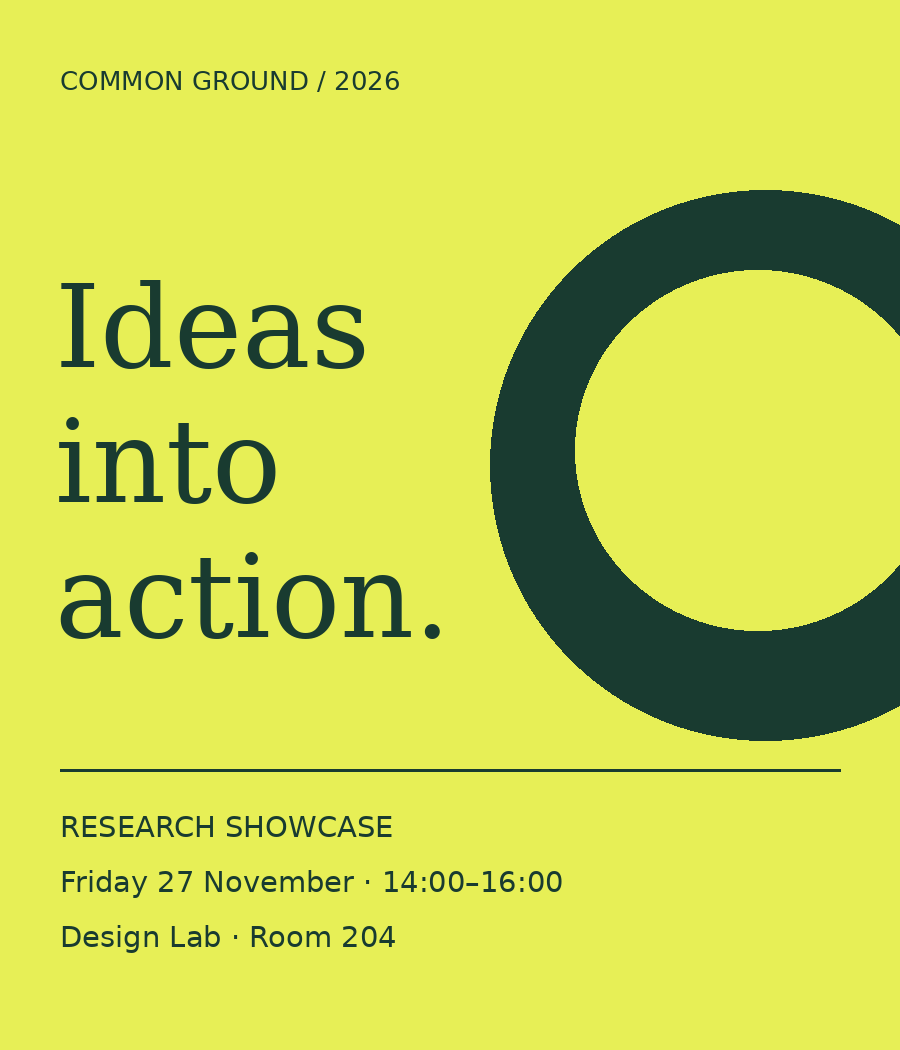 COMMON GROUND / 2026
Ideas
into
action.
RESEARCH SHOWCASE
Friday 27 November · 14:00–16:00
Design Lab · Room 204